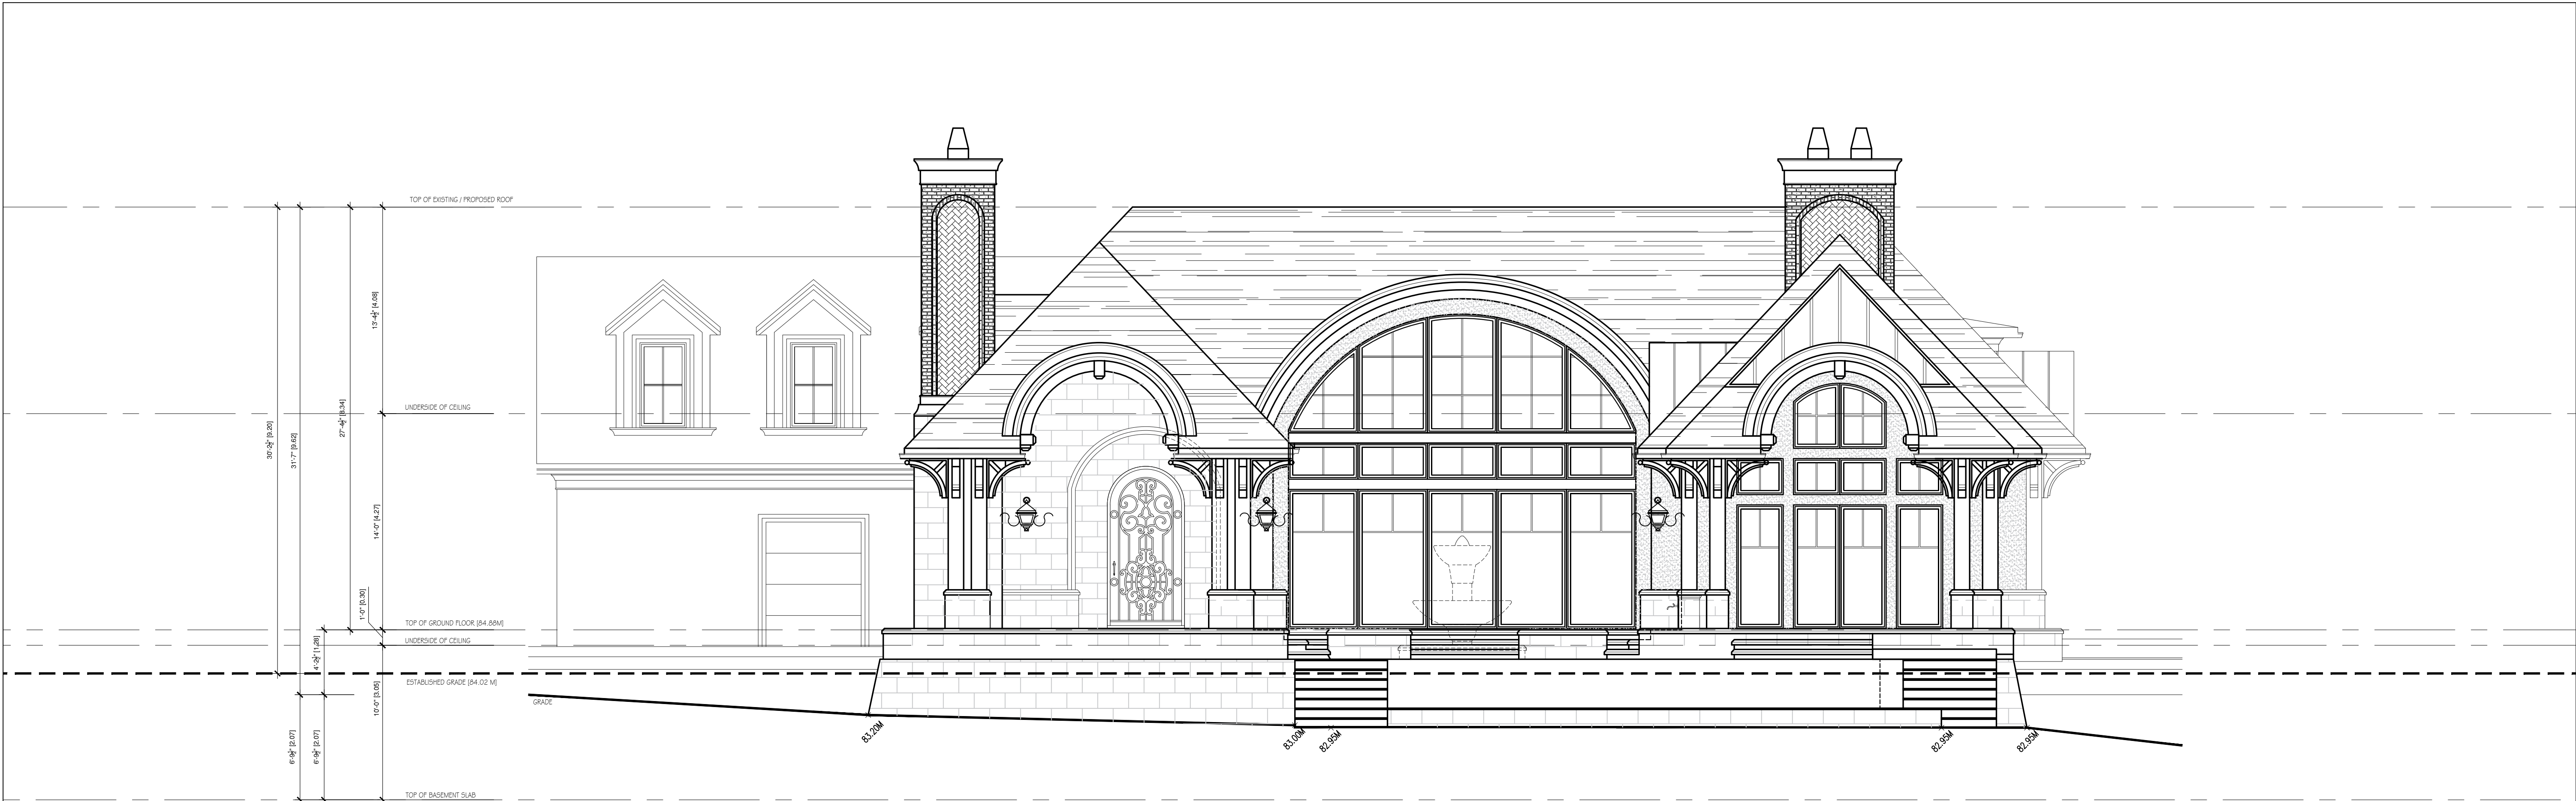 TOP OF EXISTING / PROPOSED ROOF
13'-4½" [4.08]
27'-4½" [8.34]
UNDERSIDE OF CEILING
30'-2½" [9.20]
31'-7" [9.62]
14'-0" [4.27]
1'-0" [0.30]
TOP OF GROUND FLOOR [84.88M]
UNDERSIDE OF CEILING
4'-2½" [1.28]
ESTABLISHED GRADE [84.02 M]
10'-0" [3.05]
GRADE
83.20M
83.00M
82.95M
82.95M
82.95M
6'-9½" [2.07]
6'-9½" [2.07]
TOP OF BASEMENT SLAB